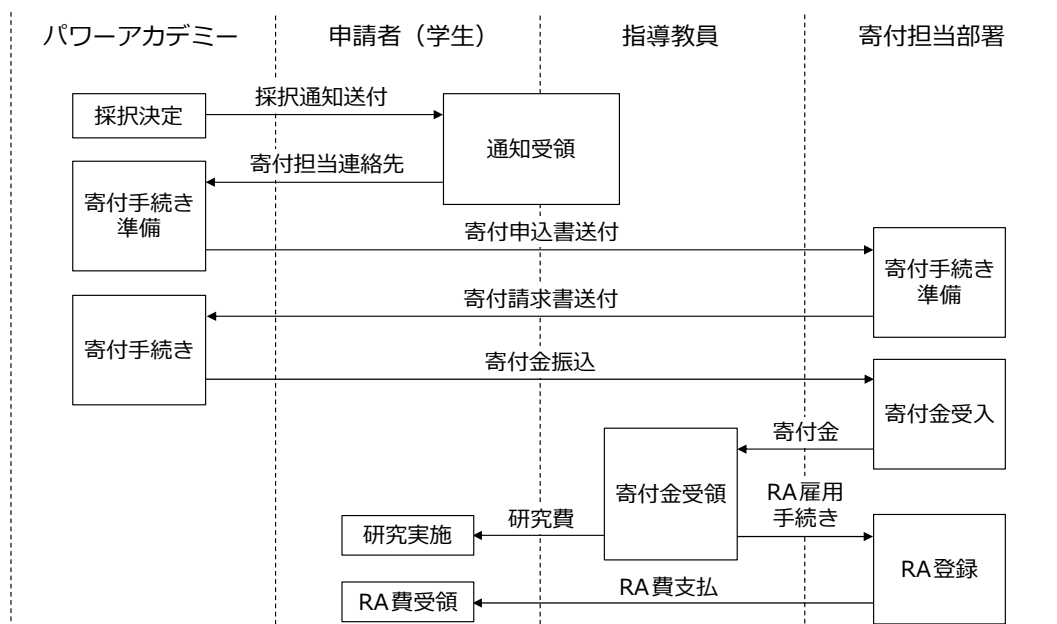 パワーアカデミー
申請者（学生）
指導教員
寄付担当部署
採択決定
採択通知送付
通知受領
寄付担当連絡先
寄付手続き
準備
寄付申込書送付
寄付手続き
準備
寄付請求書送付
寄付手続き
寄付金振込
寄付金受入
寄付金
寄付金受領
RA雇用
手続き
研究費
研究実施
RA登録
RA費支払
RA費受領